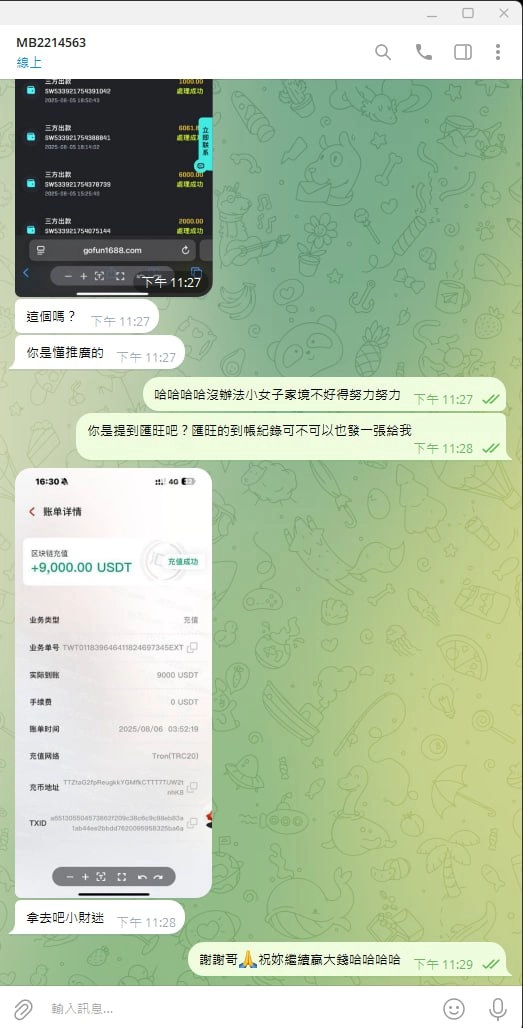 MB2214563
線上
三方出款
1000.00
SW533921754391042
處理成功
2025-08-05 18:50:43
三方出款
SW533921754388841
處理成
2025-08-05 18:14:02
立即联系
三方出款
6000.00
SW533921754378739
處理成功
2025-08-05 15:25:40
三方出款
2000.00
SW533921754075144
處理成功
gofun1688.com
下午 11:27
這個嗎？ 下午 11:27
你是懂推廣的 下午 11:27
哈哈哈哈沒辦法小女子家境不好得努力努力 下午 11:27
你是提到匯旺吧？匯旺的到帳紀錄可不可以也發一張給我
下午 11:28
16:30
4G
账单详情
区块链充值
+9,000.00 USDT
充值成功
业务类型 充值
业务单号 TWT011839646411824697345EXT
实际到账 9000 USDT
手续费 0 USDT
账单时间 2025/08/06 03:52:19
充值网络 Tron(TRC20)
充币地址
TXID
拿去吧小財迷 下午 11:28
謝謝哥🙏祝妳繼續贏大錢哈哈哈哈 下午 11:29
輸入訊息...